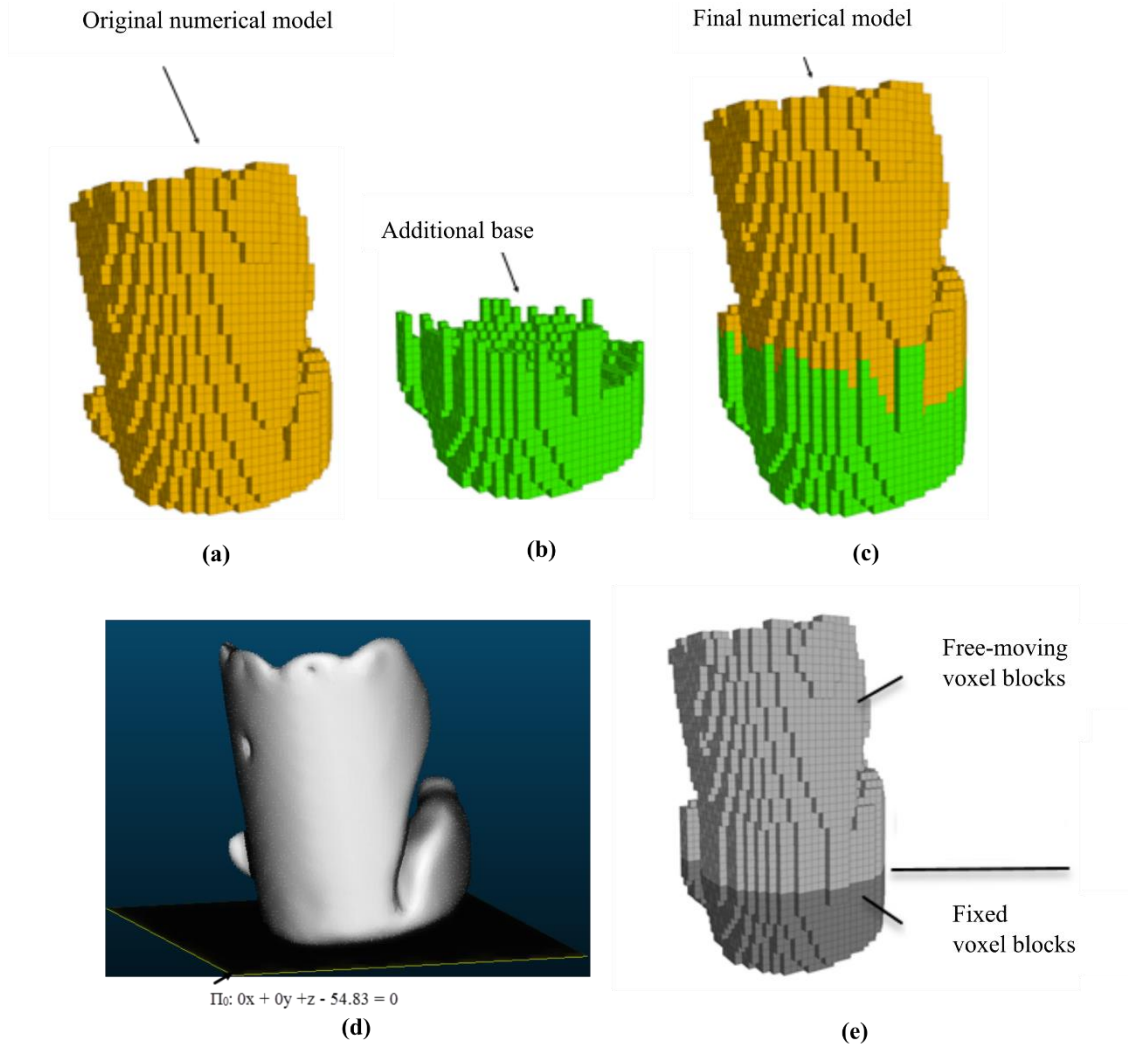 Original numerical model
Final numerical model
Additional base
(a)
(b)
(c)
Free-moving
voxel blocks
Fixed
voxel blocks
Π₀: 0x + 0y +z - 54.83 = 0
(d)
(e)